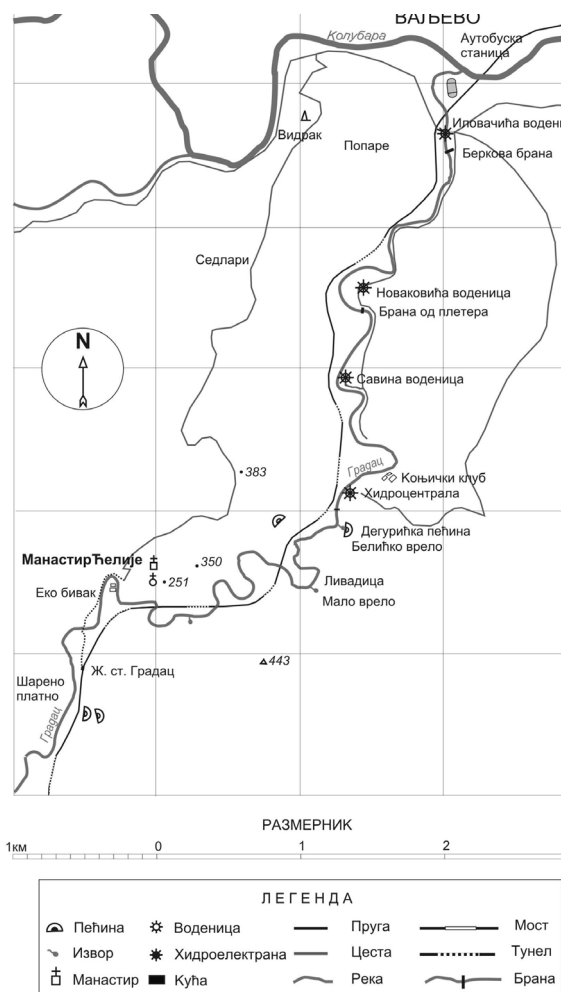 ВАЉЕВО
Колубара
Аутобуска
станица
Видрак
Попаре
Иловачића воденица
Беркова брана
Седлари
Новаковића воденица
Брана од плетера
N
Савина воденица
383
Градац
Коњички клуб
Хидроцентрала
Дегурићка пећина
Белићко врело
Манастир Ћелије
350
251
Еко бивак
Ливадица
Мало врело
443
Ж. ст. Градац
Шарено
платно
Градац
РАЗМЕРНИК
1км 0 1 2
ЛЕГЕНДА
Пећина Воденица Пруга Мост
Извор Хидроелектрана Цеста Тунел
Манастир Кућа Река Брана